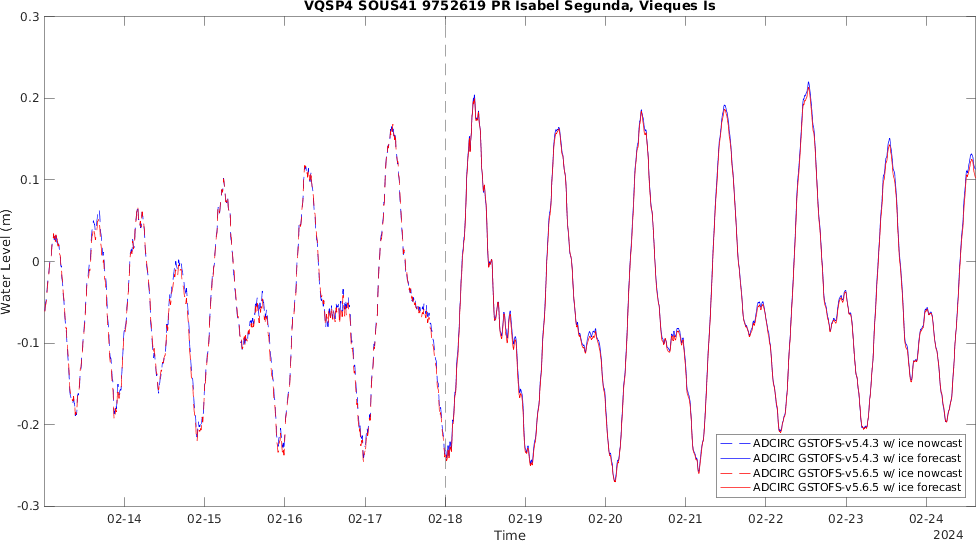 VQSP4 SOUS41 9752619 PR Isabel Segunda, Vieques Is
0.3
0.2
0.1
0
-0.1
-0.2
-0.3
Water Level (m)
02-14 02-15 02-16 02-17 02-18 02-19 02-20 02-21 02-22 02-23 02-24
Time
2024
ADCIRC GSTOFS-v5.4.3 w/ ice nowcast
ADCIRC GSTOFS-v5.4.3 w/ ice forecast
ADCIRC GSTOFS-v5.6.5 w/ ice nowcast
ADCIRC GSTOFS-v5.6.5 w/ ice forecast